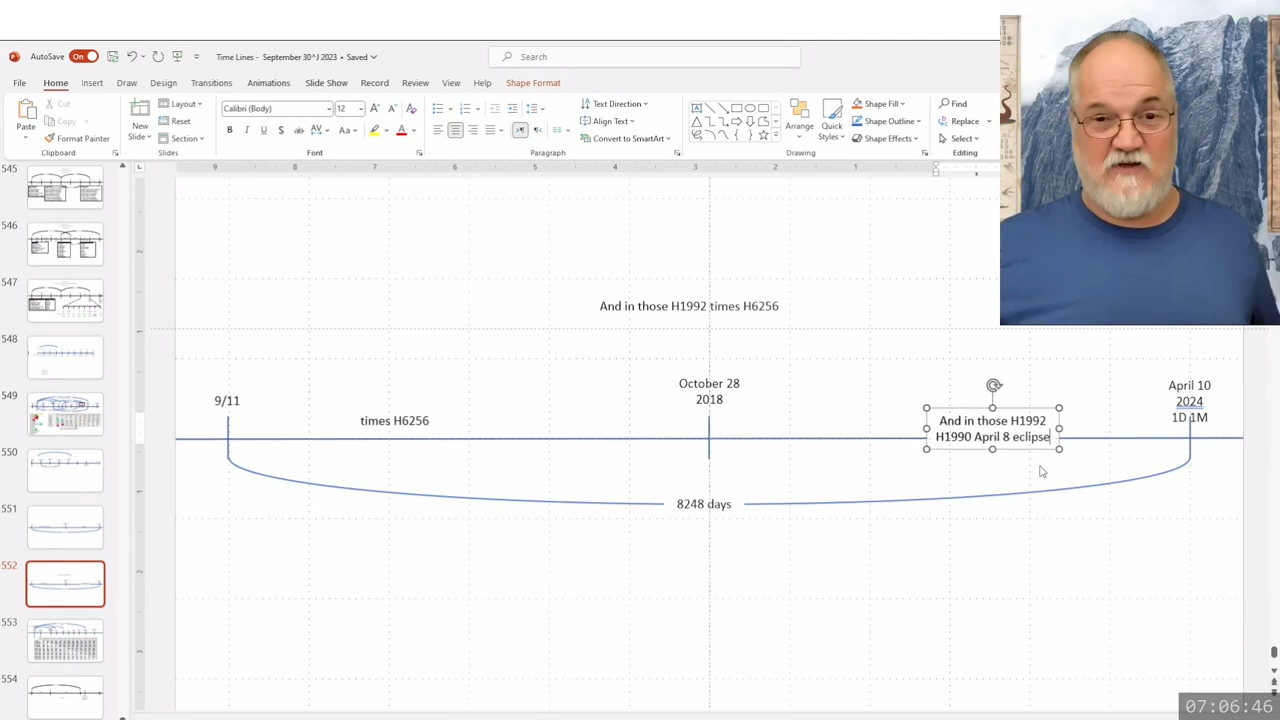 AutoSave On Time Lines - September 30^J 2023 • Saved Search
File Home Insert Draw Design Transitions Animations Slide Show Record Review View Help Shape Format
Paste Cut Copy Format Painter Clipboard
New Slide Layout Reset Section Slides
Calibri (Body) 12 Font
Text Direction Align Text Convert to SmartArt Paragraph
Arrange Quick Styles Shape Fill Shape Outline Shape Effects Drawing
Find Replace Select Editing
545
546
547
548
549
550
552
553
554
And in those H1992 times H6256
9/11
times H6256
October 28
2018
And in those H1992
H1990 April 8 eclipse
April 10
2024
1D 1M
8248 days
07:06:46